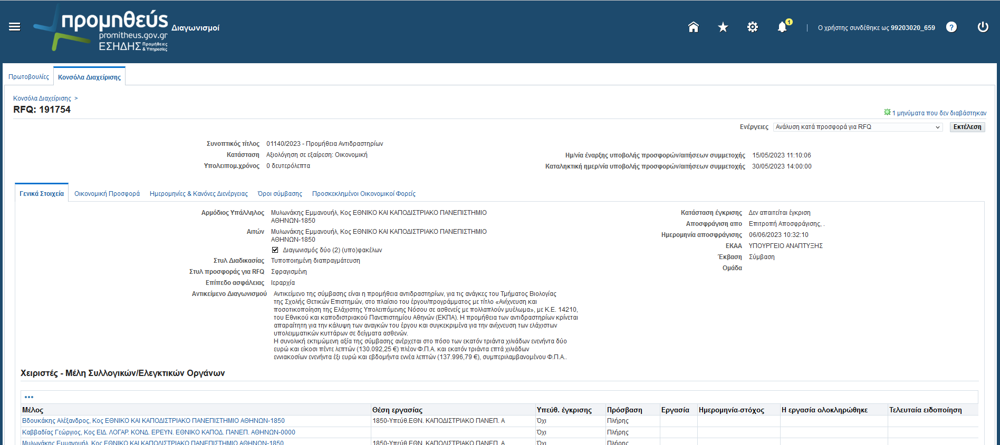 προμηθεύς
promitheus.gov.gr
ΕΣΗΔΗΣ Προμήθειες & Υπηρεσίες
Διαγωνισμοί
1
Ο χρήστης συνδέθηκε ως 99203020_659
?
Πρωτοβουλίες
Κονσόλα Διαχείρισης
Κονσόλα Διαχείρισης >
RFQ: 191754
1 μηνύματα που δεν διαβάστηκαν
Ενέργειες Ανάλυση κατά προσφορά για RFQ Εκτέλεση
Συνοπτικός τίτλος 01140/2023 - Προμήθεια Αντιδραστηρίων
Κατάσταση Αξιολόγηση σε εξαίρεση: Οικονομική
Υπολειπομ.χρόνος 0 δευτερόλεπτα
Ημ/νία έναρξης υποβολής προσφορών/αιτήσεων συμμετοχής 15/05/2023 11:10:06
Καταληκτική ημερ/νία υποβολής προσφορών/αιτήσεων συμμετοχής 30/05/2023 14:00:00
Γενικά Στοιχεία Οικονομική Προσφορά Ημερομηνίες & Κανόνες Διενέργειας Όροι σύμβασης Προσκεκλημένοι Οικονομικοί Φορείς
Αρμόδιος Υπάλληλος Μυλωνάκης Εμμανουήλ, Κος ΕΘΝΙΚΟ ΚΑΙ ΚΑΠΟΔΙΣΤΡΙΑΚΟ ΠΑΝΕΠΙΣΤΗΜΙΟ
ΑΘΗΝΩΝ-1850
Αιτών Μυλωνάκης Εμμανουήλ, Κος ΕΘΝΙΚΟ ΚΑΙ ΚΑΠΟΔΙΣΤΡΙΑΚΟ ΠΑΝΕΠΙΣΤΗΜΙΟ
ΑΘΗΝΩΝ-1850
Διαγωνισμός δύο (2) (υπο)φακέλων
Στυλ Διαδικασίας Τυποποιημένη διαπραγμάτευση
Στυλ προσφοράς για RFQ Σφραγισμένη
Επίπεδο ασφάλειας Ιεραρχία
Αντικείμενο Διαγωνισμού Αντικείμενο της σύμβασης είναι η προμήθεια αντιδραστηρίων, για τις ανάγκες του Τμήματος Βιολογίας
της Σχολής Θετικών Επιστημών, στο πλαίσιο του έργου/προγράμματος με τίτλο «Ανίχνευση και
ποσοτικοποίηση της Ελάχιστης Υπολειπόμενης Νόσου σε ασθενείς με πολλαπλούν μυέλωμα», με Κ.Ε. 14210,
του Εθνικού και καποδιστριακού Πανεπιστημίου Αθηνών (ΕΚΠΑ). Η προμήθεια των αντιδραστηρίων κρίνεται
απαραίτητη για την κάλυψη των αναγκών του έργου και συγκεκριμένα για την ανίχνευση των ελάχιστων
υπολειμματικών κυττάρων σε δείγματα ασθενών.
Η συνολική εκτιμώμενη αξία της σύμβασης ανέρχεται στο πόσο των εκατόν τριάντα χιλιάδων ενενήντα δύο
ευρώ και είκοσι πέντε λεπτών (130.092,25 €) πλέον Φ.Π.Α. και εκατόν τριάντα επτά χιλιάδων
εννιακοσίων ενενήντα έξι ευρώ και εβδομήντα εννέα λεπτών (137.996,79 €), συμπεριλαμβανομένου Φ.Π.Α..
Κατάσταση έγκρισης Δεν απαιτείται έγκριση
Αποσφράγιση απο Επιτροπή Αποσφράγισης, .
Ημερομηνία αποσφράγισης 06/06/2023 10:32:10
ΕΚΑΑ ΥΠΟΥΡΓΕΙΟ ΑΝΑΠΤΥΞΗΣ
Έκβαση Σύμβαση
Ομάδα
Χειριστές - Μέλη Συλλογικών/Ελεγκτικών Οργάνων
Μέλος Θέση εργασίας Υπεύθ. έγκρισης Πρόσβαση Εργασία Ημερομηνία-στόχος Η εργασία ολοκληρώθηκε Τελευταία ειδοποίηση
Βδουκάκης Αλέξανδρος, Κος ΕΘΝΙΚΟ ΚΑΙ ΚΑΠΟΔΙΣΤΡΙΑΚΟ ΠΑΝΕΠΙΣΤΗΜΙΟ ΑΘΗΝΩΝ-1850 1850-Υπεύθ.ΕΘΝ. ΚΑΠΟΔΙΣΤΡΙΑΚΟ ΠΑΝΕΠ. Α Όχι Πλήρης
Καββαδίας Γεώργιος, Κος ΕΙΔ. ΛΟΓΑΡ. ΚΟΝΔ. ΕΡΕΥΝ. ΕΘΝΙΚΟ ΚΑΠΟΔ. ΠΑΝΕΠ. ΑΘΗΝΩΝ-0000 Όχι Πλήρης
Μυλωνάκης Εμμανουήλ, Κος ΕΘΝΙΚΟ ΚΑΙ ΚΑΠΟΔΙΣΤΡΙΑΚΟ ΠΑΝΕΠΙΣΤΗΜΙΟ ΑΘΗΝΩΝ-1850 1850-Υπεύθ.ΕΘΝ. ΚΑΠΟΔΙΣΤΡΙΑΚΟ ΠΑΝΕΠ. Α Όχι Πλήρης